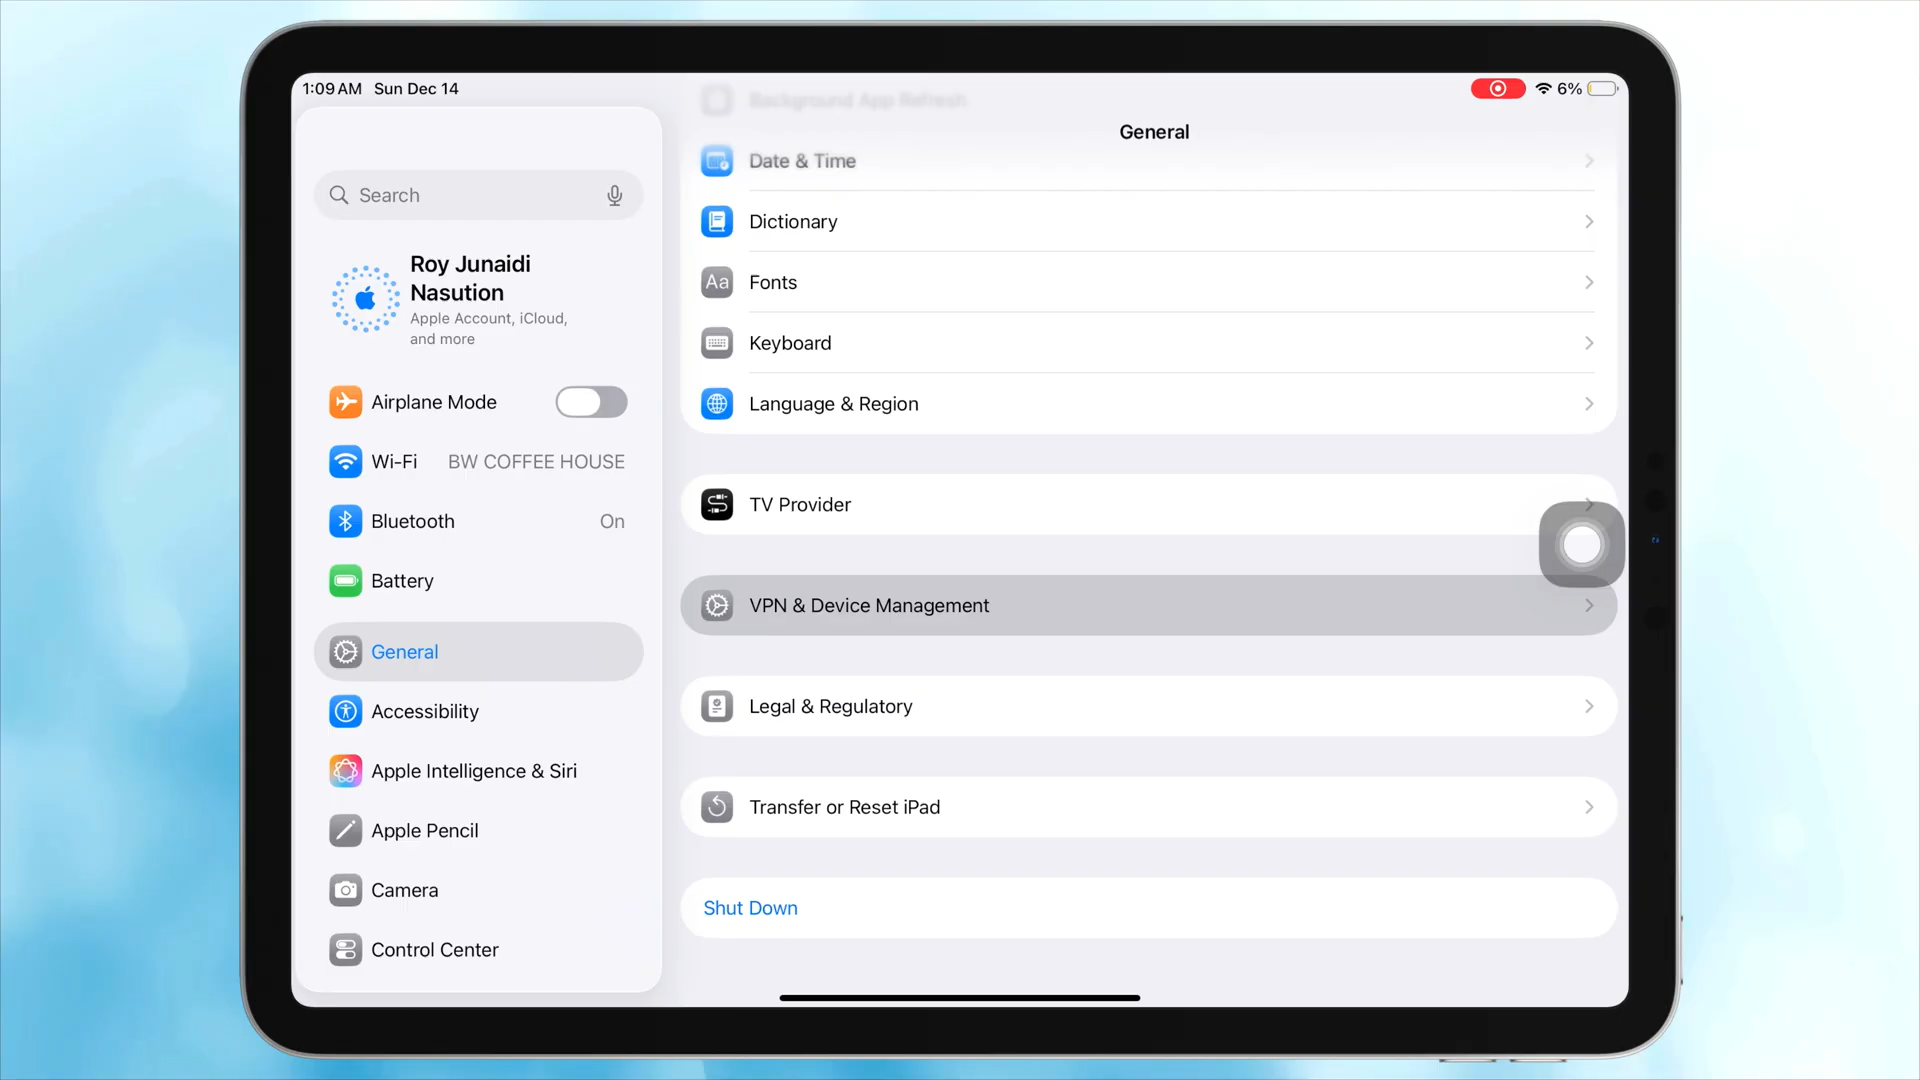 1:09 AM Sun Dec 14
6%
Search
Roy Junaidi
Nasution
Apple Account, iCloud,
and more
Airplane Mode
Wi-Fi BW COFFEE HOUSE
Bluetooth On
Battery
General
Accessibility
Apple Intelligence & Siri
Apple Pencil
Camera
Control Center
Background App Refresh
General
Date & Time
Dictionary
Aa Fonts
Keyboard
Language & Region
TV Provider
VPN & Device Management
Legal & Regulatory
Transfer or Reset iPad
Shut Down